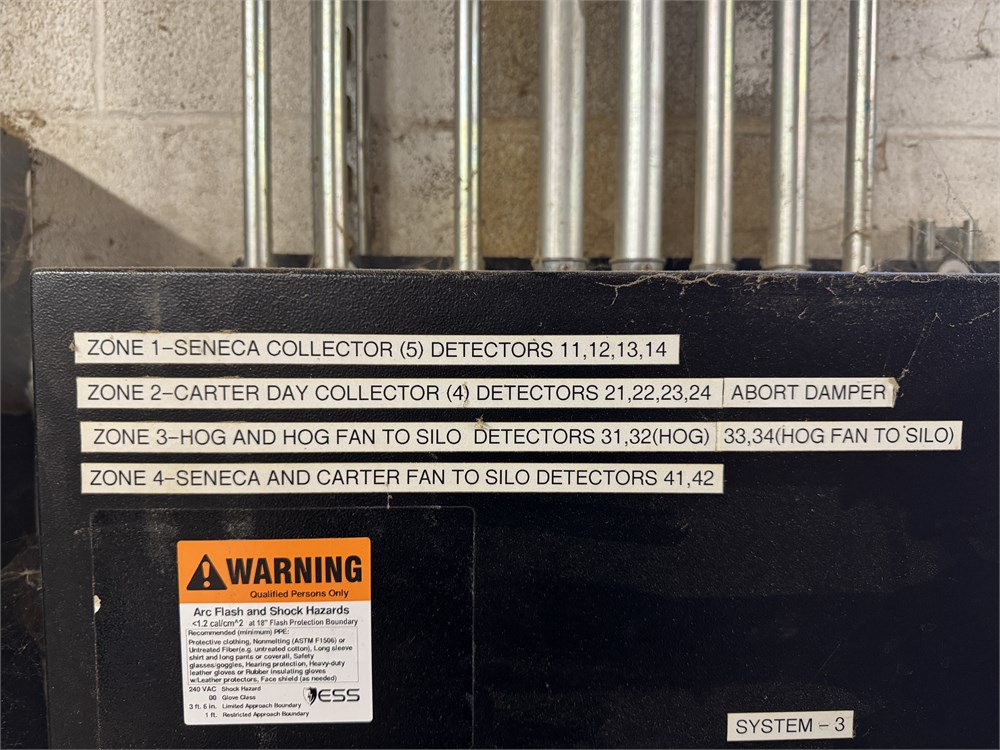 ZONE 1-SENECA COLLECTOR (5) DETECTORS 11,12,13,14
ZONE 2-CARTER DAY COLLECTOR (4) DETECTORS 21,22,23,24 ABORT DAMPER
ZONE 3-HOG AND HOG FAN TO SILO DETECTORS 31,32(HOG) 33,34(HOG FAN TO SILO)
ZONE 4-SENECA AND CARTER FAN TO SILO DETECTORS 41,42
WARNING
Qualified Persons Only
Arc Flash and Shock Hazards
<1.2 cal/cm^2 at 18" Flash Protection Boundary
Recommended (minimum) PPE:
Protective clothing, Nonmelting (ASTM F1506) or
Untreated Fiber(e.g. untreated cotton), Long sleeve
shirt and long pants or coverall, Safety
glasses/goggles, Hearing protection, Heavy-duty
leather gloves or Rubber insulating gloves
w/Leather protectors, Face shield (as needed)
240 VAC Shock Hazard
00 Glove Class
3 ft. 6 in. Limited Approach Boundary
1 ft. Restricted Approach Boundary
ESS
SYSTEM - 3